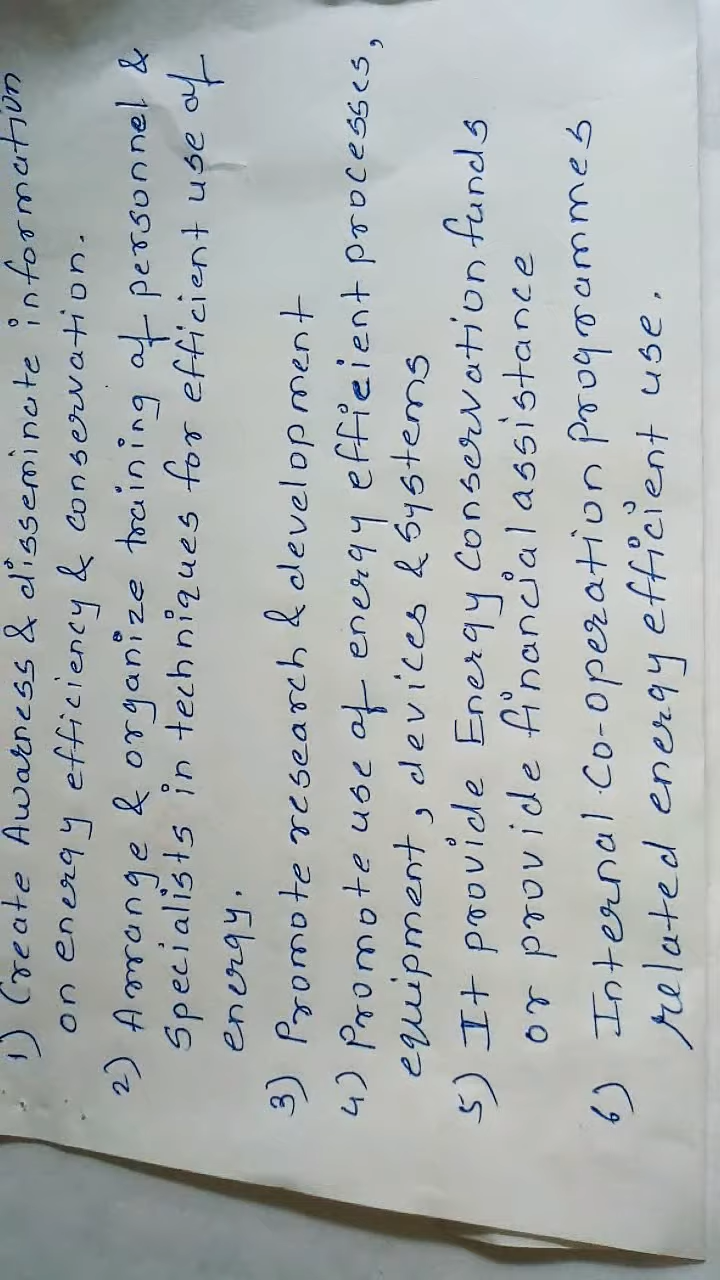 1) Create Awarness & disseminate information
on energy efficiency & conservation.
2) Arrange & organize training of personnel &
Specialists in techniques for efficient use of
energy.
3) Promote research & development
4) Promote use of energy efficient processes,
equipment, devices & Systems
5) It provide Energy Conservation funds
or provide financial assistance
6) Internal Co-operation Programmes
related energy efficient use.